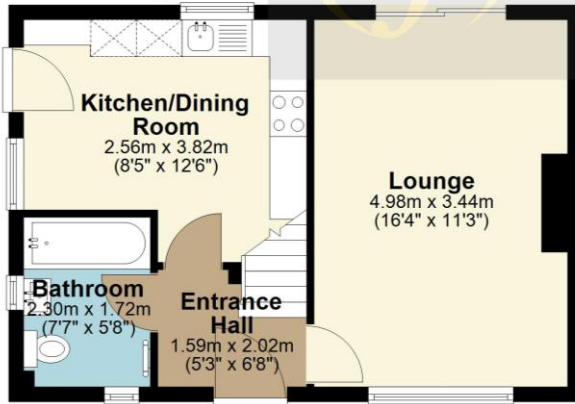 Kitchen/Dining
Room
2.56m x 3.82m
(8'5" x 12'6")
Lounge
4.98m x 3.44m
(16'4" x 11'3")
Bathroom
2.30m x 1.72m
(7'7" x 5'8")
Entrance
Hall
1.59m x 2.02m
(5'3" x 6'8")